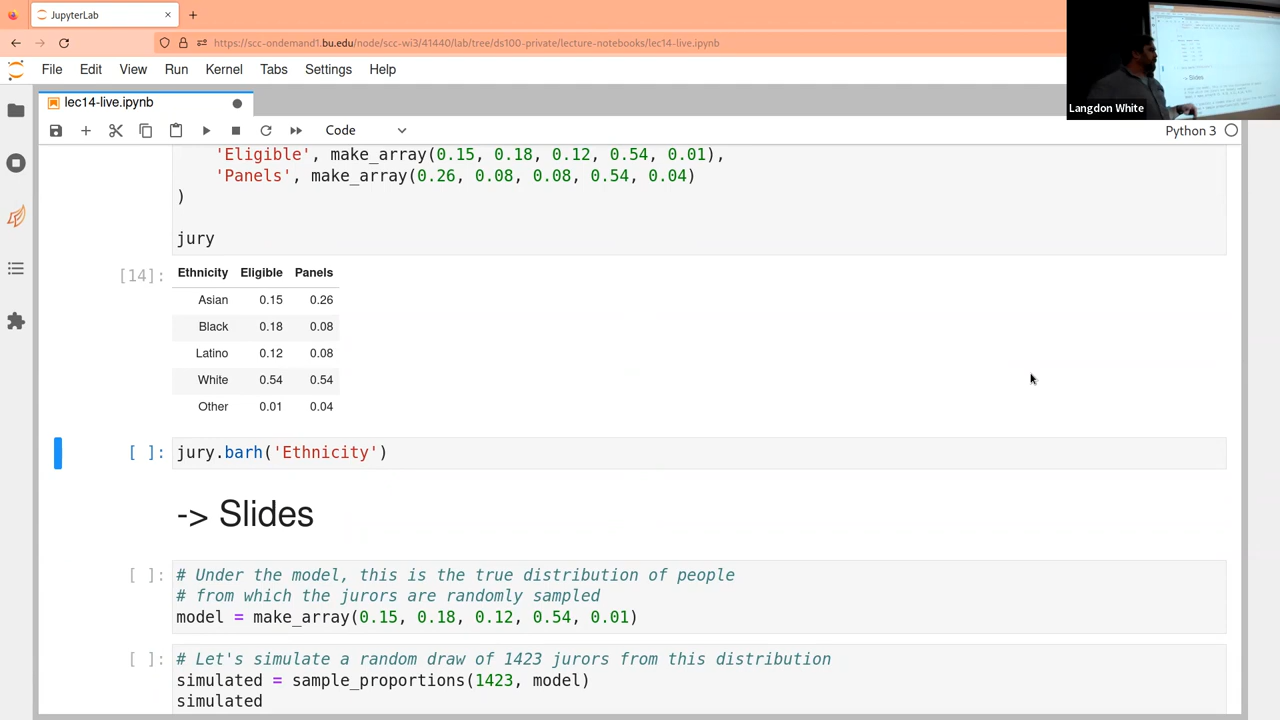 JupyterLab
https://scc-ondemand1.bu.edu/node/scc-wi3/41440/lab/tree/ds100-private/lecture-notebooks/lec14-live.ipynb
File Edit View Run Kernel Tabs Settings Help
Langdon White
lec14-live.ipynb
Code
Python 3
'Eligible', make_array(0.15, 0.18, 0.12, 0.54, 0.01),
'Panels', make_array(0.26, 0.08, 0.08, 0.54, 0.04)
)
jury
[14]:
Ethnicity Eligible Panels
Asian 0.15 0.26
Black 0.18 0.08
Latino 0.12 0.08
White 0.54 0.54
Other 0.01 0.04
[ ]: jury.barh('Ethnicity')
-> Slides
[ ]: # Under the model, this is the true distribution of people
# from which the jurors are randomly sampled
model = make_array(0.15, 0.18, 0.12, 0.54, 0.01)
[ ]: # Let's simulate a random draw of 1423 jurors from this distribution
simulated = sample_proportions(1423, model)
simulated